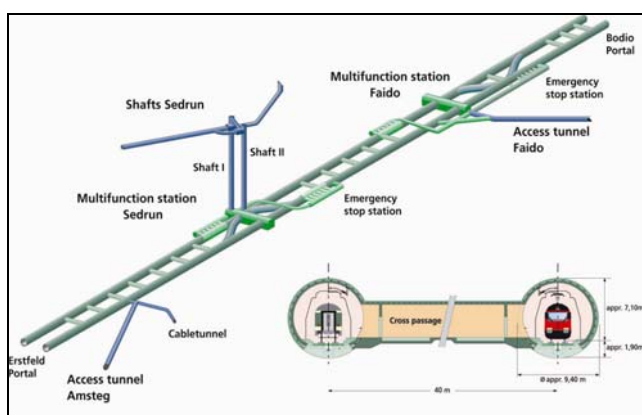 Bodio
Portal
Multifunction station
Faido
Emergency
stop station
Shafts Sedrun
Access tunnel
Faido
Shaft I
Shaft II
Multifunction station
Sedrun
Emergency
stop station
appr. 7,10m
Cross passage
Cabletunnel
appr. 1,90m
Erstfeld
Portal
Access tunnel
Amsteg
Ø appr. 9,40 m
40 m